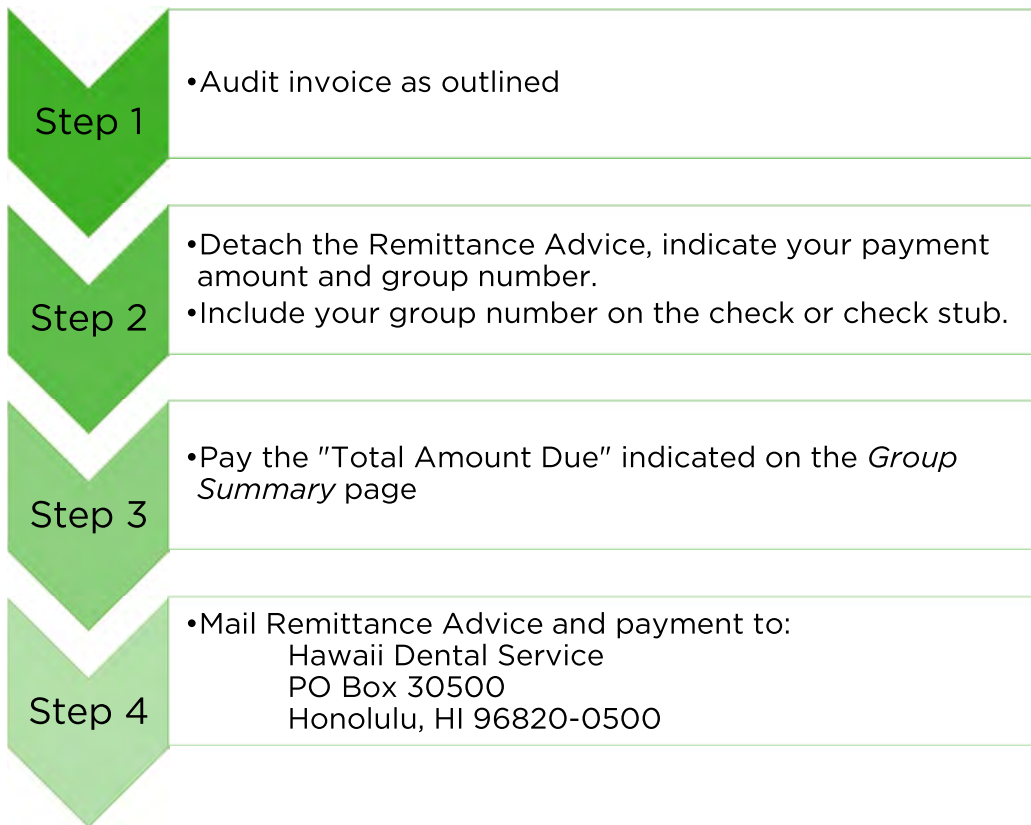 Step 1
•Audit invoice as outlined
Step 2
•Detach the Remittance Advice, indicate your payment
amount and group number.
•Include your group number on the check or check stub.
Step 3
•Pay the "Total Amount Due" indicated on the Group
Summary page
Step 4
•Mail Remittance Advice and payment to:
Hawaii Dental Service
PO Box 30500
Honolulu, HI 96820-0500